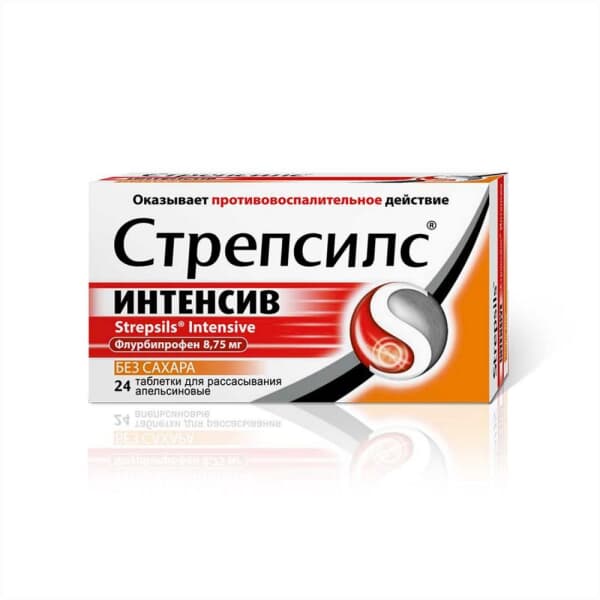 Оказывает противовоспалительное действие
Стрепсилс®
ИНТЕНСИВ
Strepsils® Intensive
Флурбипрофен 8,75 мг
БЕЗ САХАРА
24 таблетки для рассасывания
апельсиновые
Strepsils®
ИНТЕНСИВ